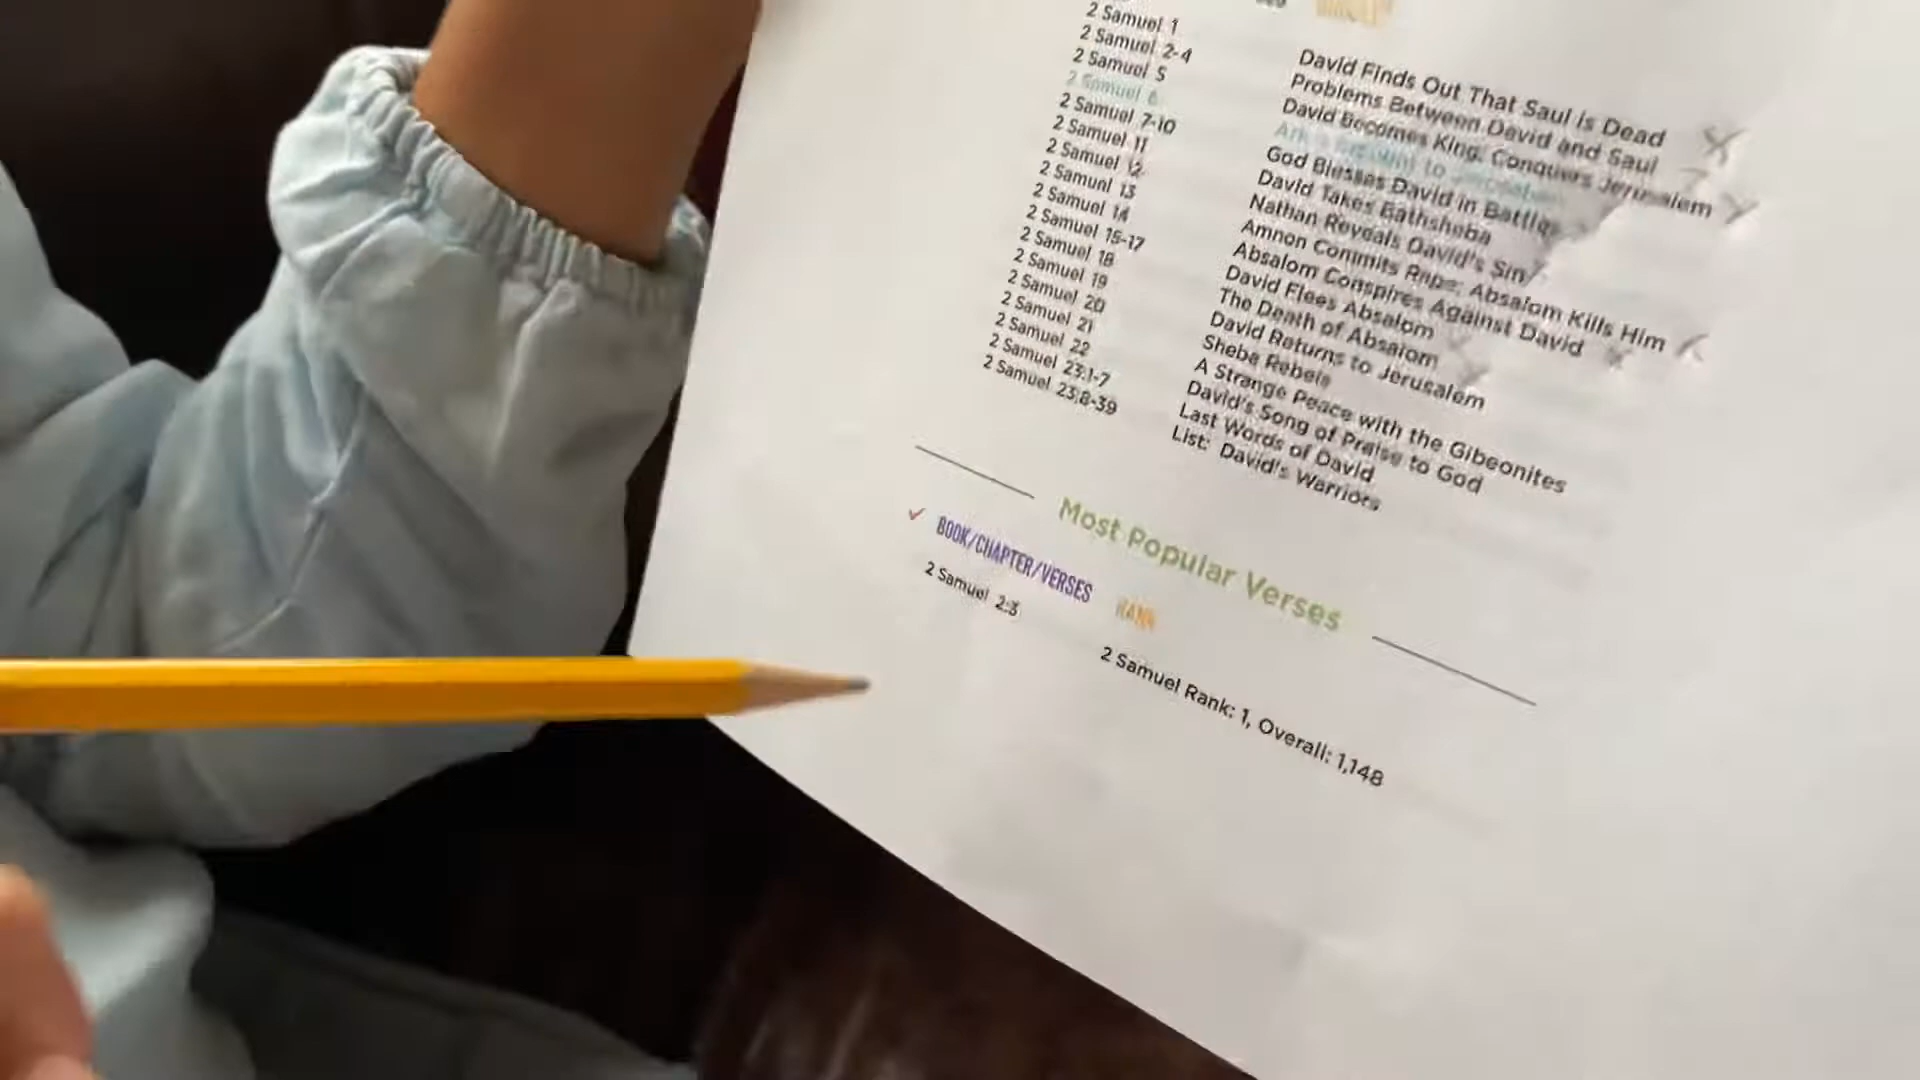 2 Samuel 1
2 Samuel 2-4
2 Samuel 5
2 Samuel 6
2 Samuel 7-10
2 Samuel 11
2 Samuel 12
2 Samuel 13
2 Samuel 14
2 Samuel 15-17
2 Samuel 18
2 Samuel 19
2 Samuel 20
2 Samuel 21
2 Samuel 22
2 Samuel 23:1-7
2 Samuel 23:8-39
David Finds Out That Saul is Dead
Problems Between David and Saul
David Becomes King, Conquers Jerusalem
to Jerusalem
God Blesses David in Battles
David Takes Bathsheba
Nathan Reveals David's Sin
Amnon Commits Rape; Absalom Kills Him
Absalom Conspires Against David
David Flees Absalom
The Death of Absalom
David Returns to Jerusalem
Sheba Rebels
A Strange Peace with the Gibeonites
David's Song of Praise to God
Last Words of David
List: David's Warriors
Most Popular Verses
BOOK/CHAPTER/VERSES
RANK
2 Samuel 2:3
2 Samuel Rank: 1, Overall: 1,148